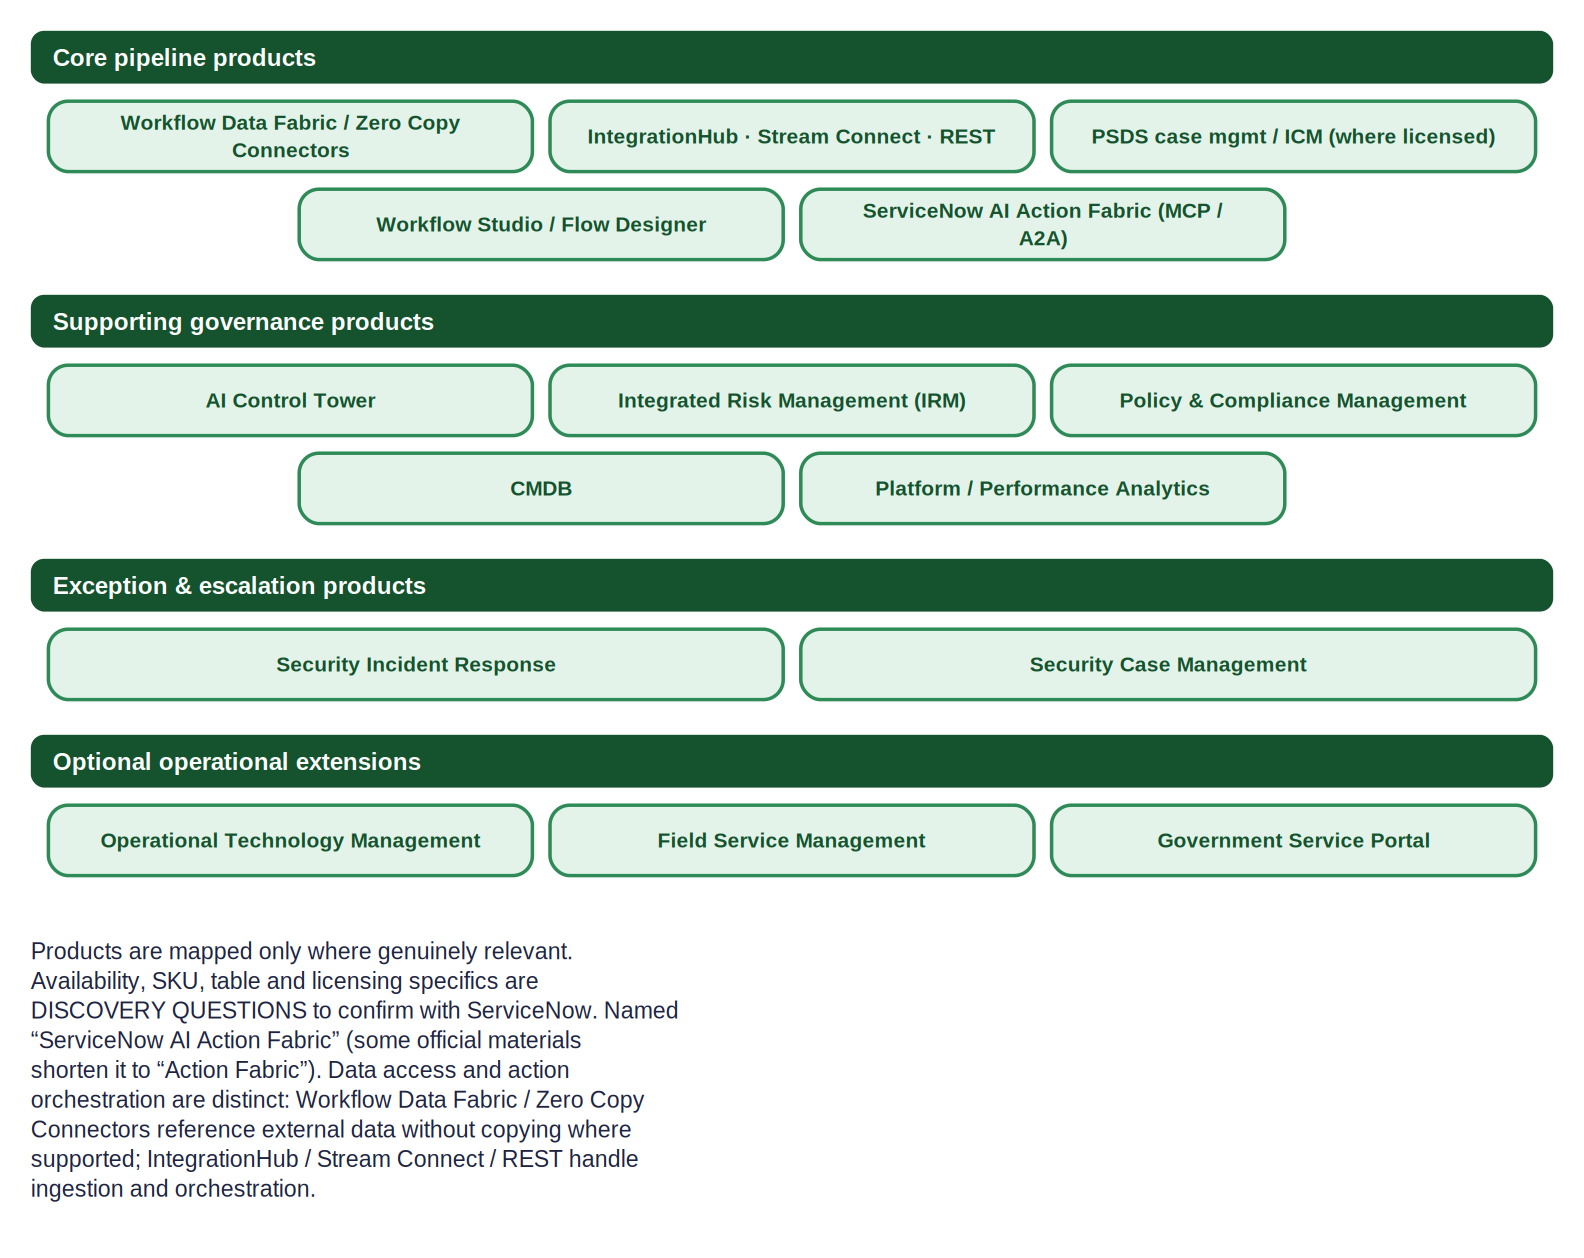 Core pipeline products
Workflow Data Fabric / Zero Copy
Connectors
IntegrationHub · Stream Connect · REST
PSDS case mgmt / ICM (where licensed)
Workflow Studio / Flow Designer
ServiceNow AI Action Fabric (MCP /
A2A)
Supporting governance products
AI Control Tower
Integrated Risk Management (IRM)
Policy & Compliance Management
CMDB
Platform / Performance Analytics
Exception & escalation products
Security Incident Response
Security Case Management
Optional operational extensions
Operational Technology Management
Field Service Management
Government Service Portal
Products are mapped only where genuinely relevant.
Availability, SKU, table and licensing specifics are
DISCOVERY QUESTIONS to confirm with ServiceNow. Named
“ServiceNow AI Action Fabric” (some official materials
shorten it to “Action Fabric”). Data access and action
orchestration are distinct: Workflow Data Fabric / Zero Copy
Connectors reference external data without copying where
supported; IntegrationHub / Stream Connect / REST handle
ingestion and orchestration.